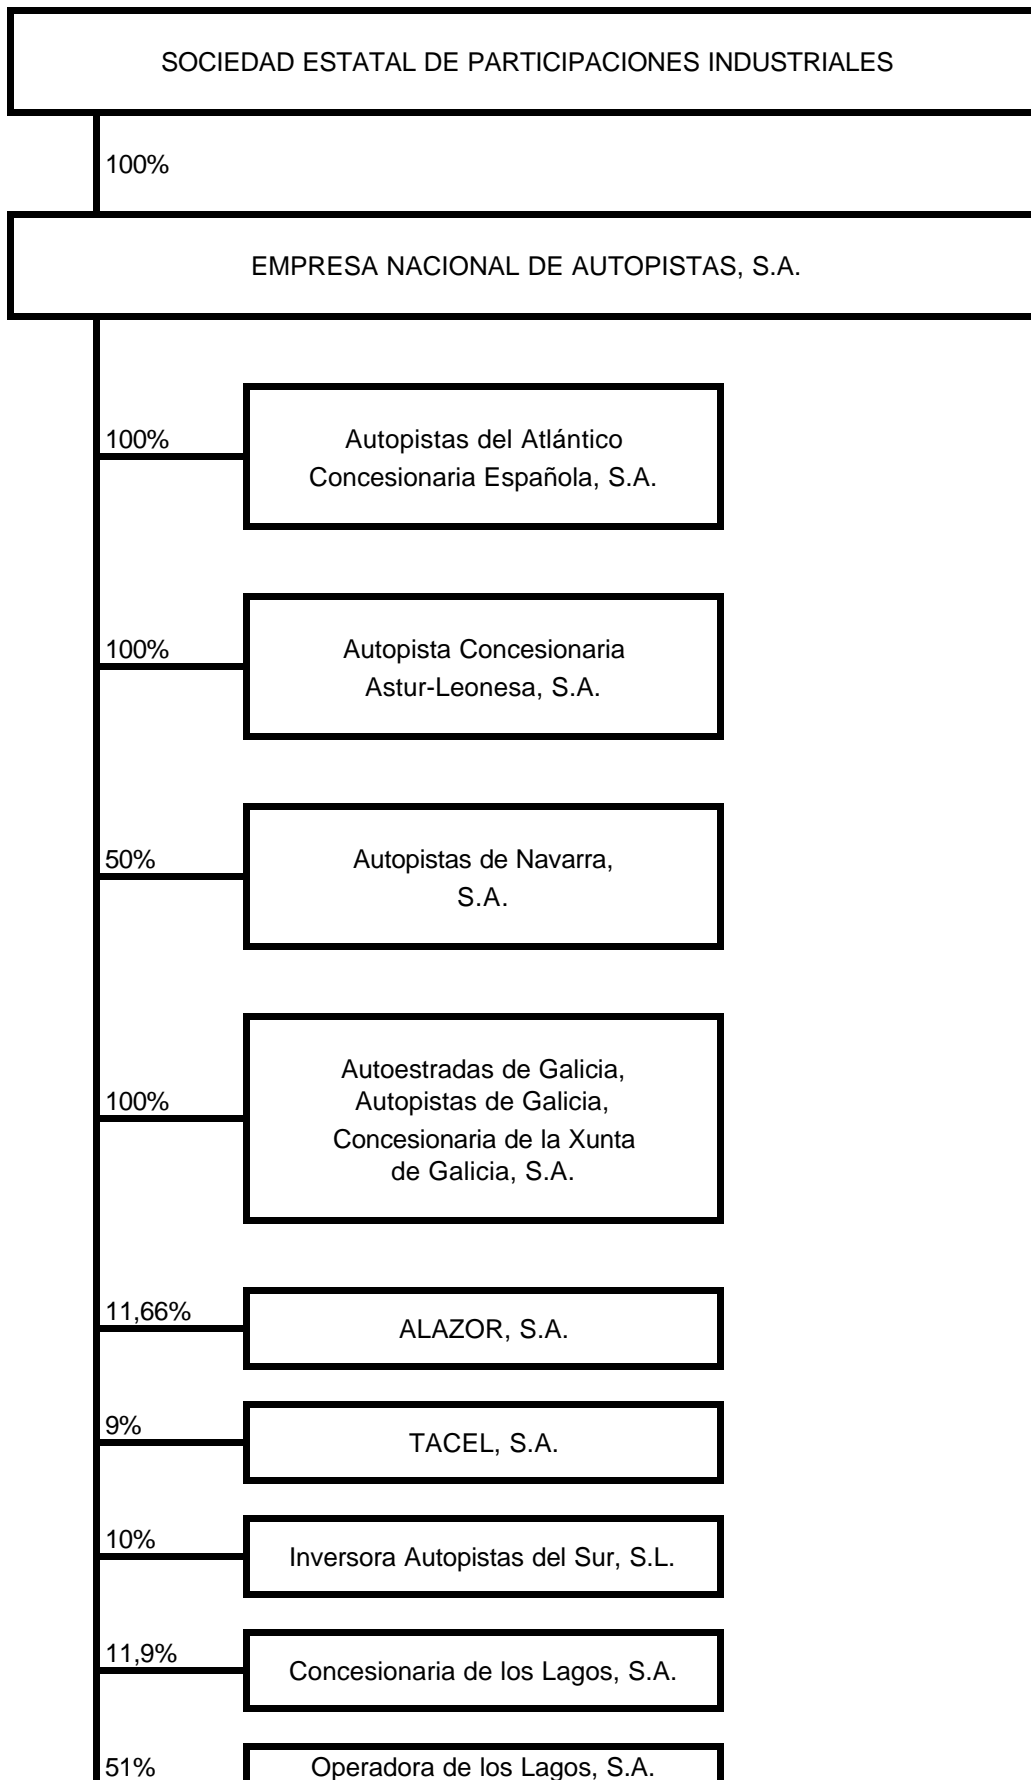 SOCIEDAD ESTATAL DE PARTICIPACIONES INDUSTRIALES
100%
EMPRESA NACIONAL DE AUTOPISTAS, S.A.
100%
Autopistas del Atlántico
Concesionaria Española, S.A.
100%
Autopista Concesionaria
Astur-Leonesa, S.A.
50%
Autopistas de Navarra,
S.A.
100%
Autoestradas de Galicia,
Autopistas de Galicia,
Concesionaria de la Xunta
de Galicia, S.A.
11,66%
ALAZOR, S.A.
9%
TACEL, S.A.
10%
Inversora Autopistas del Sur, S.L.
11,9%
Concesionaria de los Lagos, S.A.
51%
Operadora de los Lagos, S.A.